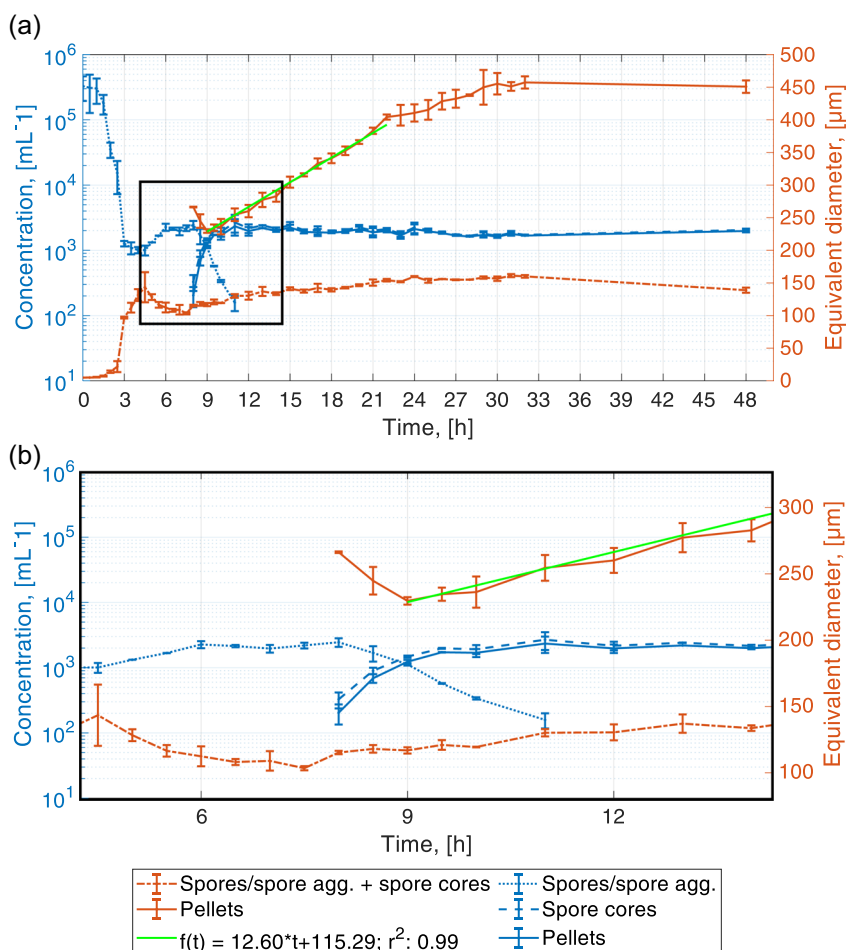 (a)
10^6
10^5
10^4
10^3
10^2
10^1
Concentration, [mL^-1]
500
450
400
350
300
250
200
150
100
50
0
Equivalent diameter, [µm]
0 3 6 9 12 15 18 21 24 27 30 33 36 39 42 45 48
Time, [h]
(b)
10^6
10^5
10^4
10^3
10^2
10^1
Concentration, [mL^-1]
300
250
200
150
100
Equivalent diameter, [µm]
6 9 12
Time, [h]
Spores/spore agg. + spore cores
Pellets
f(t) = 12.60*t+115.29; r^2: 0.99
Spores/spore agg.
Spore cores
Pellets